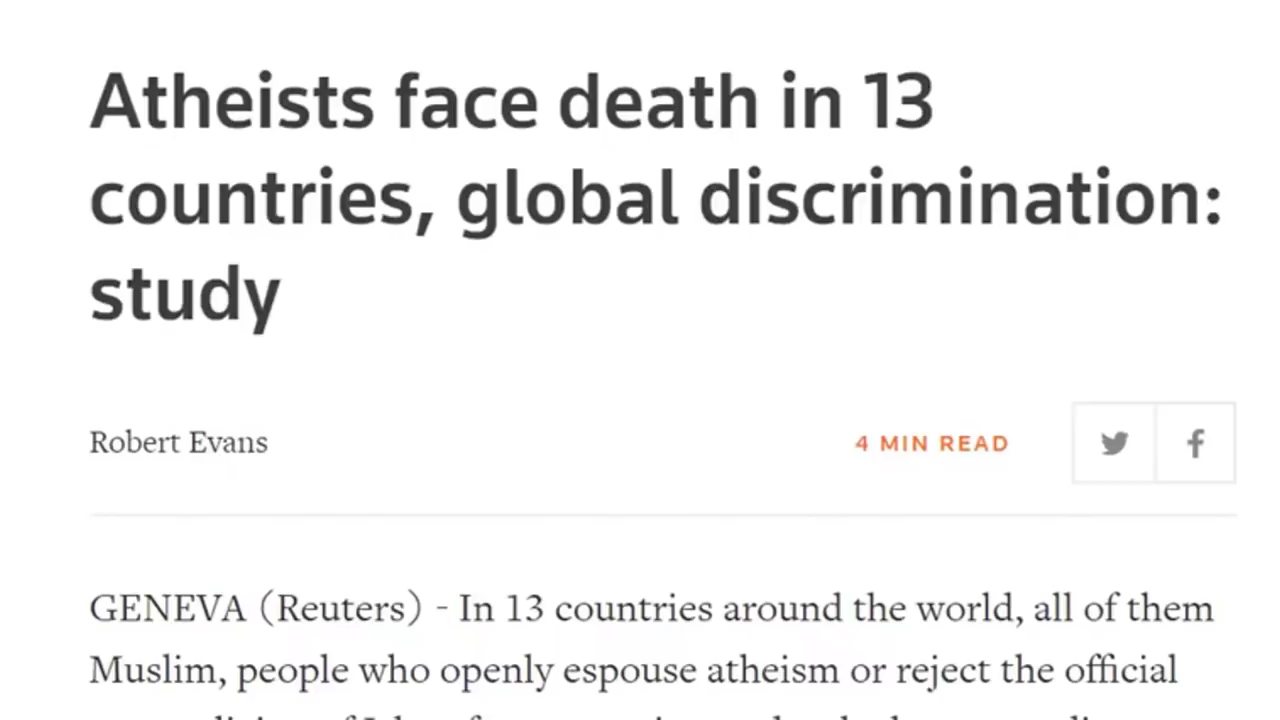 Atheists face death in 13
countries, global discrimination:
study
Robert Evans
4 MIN READ
GENEVA (Reuters) - In 13 countries around the world, all of them
Muslim, people who openly espouse atheism or reject the official